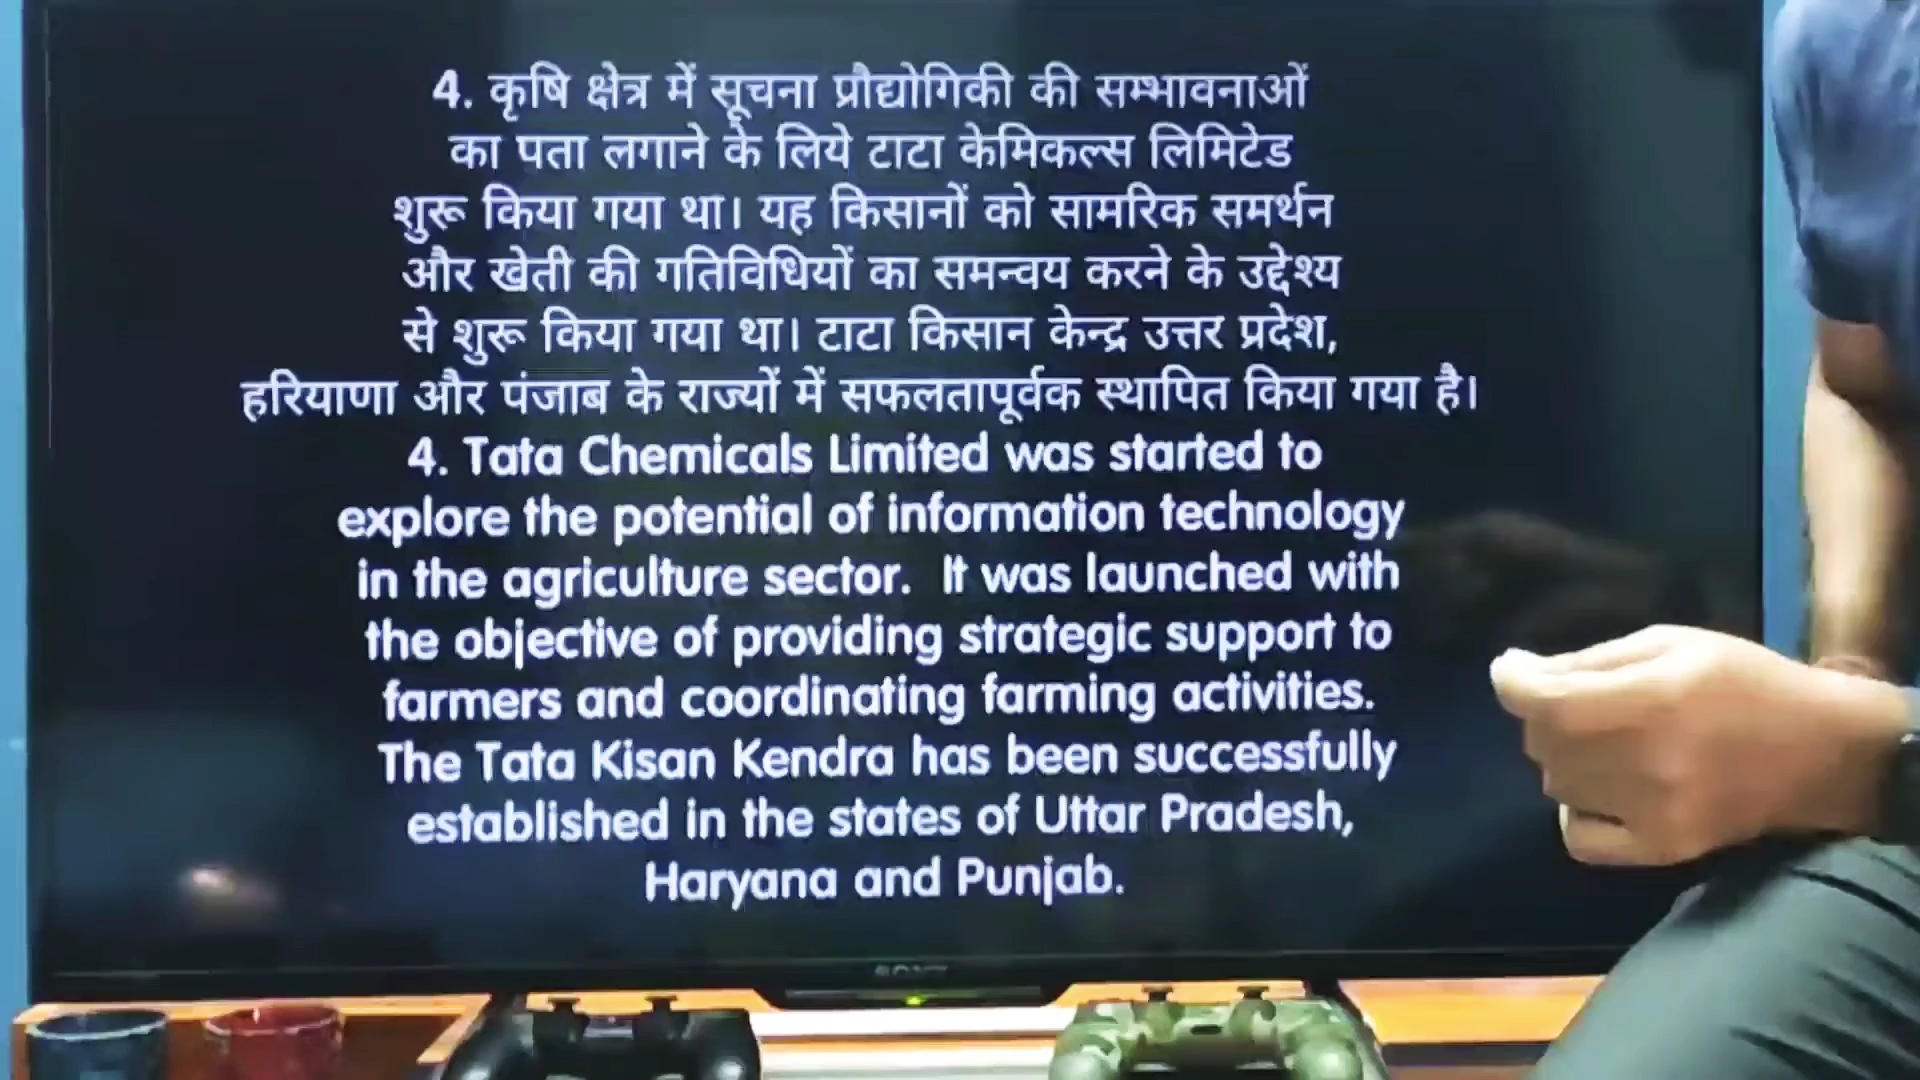 4. कृषि क्षेत्र में सूचना प्रौद्योगिकी की सम्भावनाओं
का पता लगाने के लिये टाटा केमिकल्स लिमिटेड
शुरू किया गया था। यह किसानों को सामरिक समर्थन
और खेती की गतिविधियों का समन्वय करने के उद्देश्य
से शुरू किया गया था। टाटा किसान केन्द्र उत्तर प्रदेश,
हरियाणा और पंजाब के राज्यों में सफलतापूर्वक स्थापित किया गया है।
4. Tata Chemicals Limited was started to
explore the potential of information technology
in the agriculture sector. It was launched with
the objective of providing strategic support to
farmers and coordinating farming activities.
The Tata Kisan Kendra has been successfully
established in the states of Uttar Pradesh,
Haryana and Punjab.
SONY